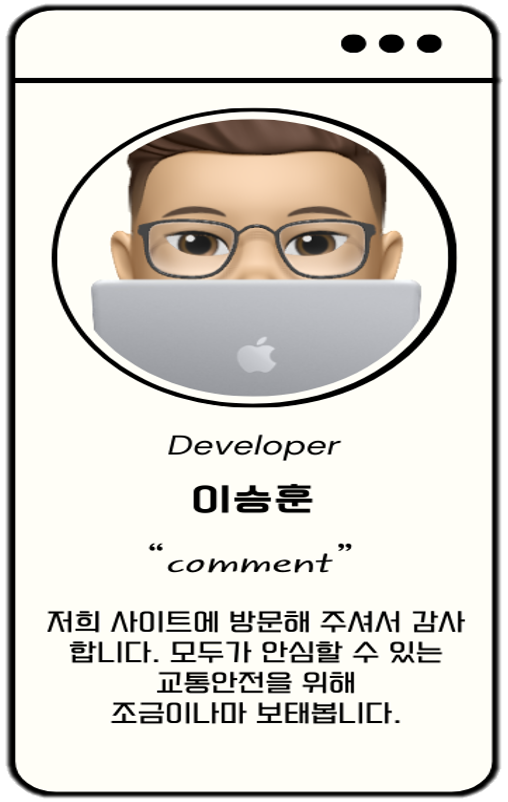 Developer
이승훈
“comment”
저희 사이트에 방문해 주셔서 감사
합니다. 모두가 안심할 수 있는
교통안전을 위해
조금이나마 보태봅니다.